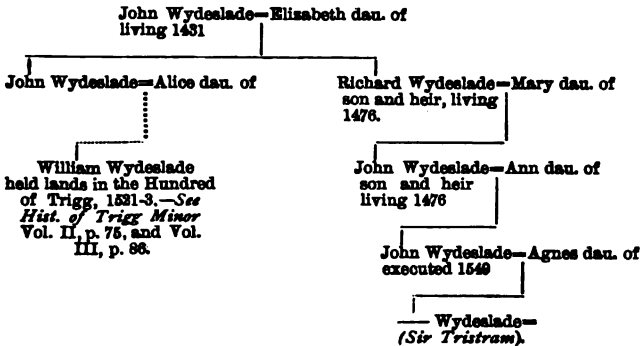 John Wydeslade=Elizabeth dau. of
living 1431
John Wydeslade=Alice dau. of
Richard Wydeslade=Mary dau. of
son and heir, living
1476.
William Wydeslade
held lands in the Hundred
of Trigg, 1521-3.—See
Hist. of Trigg Minor
Vol. II, p. 75, and Vol.
III, p. 86.
John Wydeslade=Ann dau. of
son and heir
living 1476
John Wydeslade=Agnes dau. of
executed 1549
— Wydeslade=
(Sir Tristram).